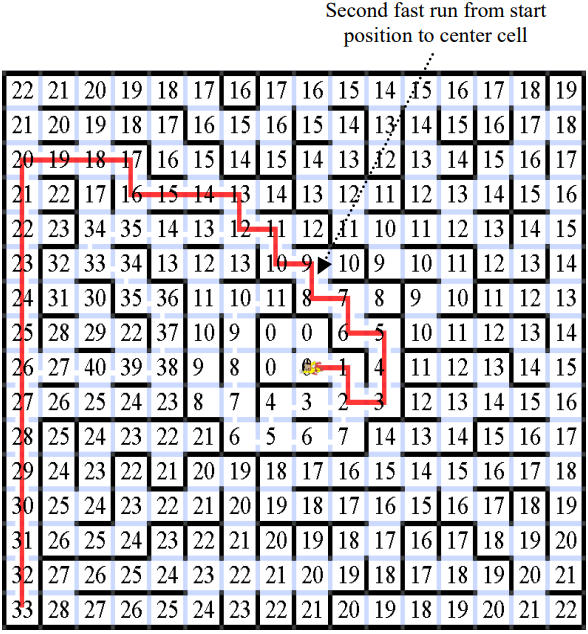 Second fast run from start
position to center cell
22 21 20 19 18 17 16 17 16 15 14 15 16 17 18 19
21 20 19 18 17 16 15 16 15 14 13 14 15 16 17 18
20 19 18 17 16 15 14 15 14 13 12 13 14 15 16 17
21 22 17 16 15 14 13 14 13 12 11 12 13 14 15 16
22 23 34 35 14 13 12 11 12 11 10 11 12 13 14 15
23 32 33 34 13 12 13 10 9 10 9 10 11 12 13 14
24 31 30 35 36 11 10 11 8 7 8 9 10 11 12 13
25 28 29 22 37 10 9 0 0 6 5 10 11 12 13 14
26 27 40 39 38 9 8 0 0 1 4 11 12 13 14 15
27 26 25 24 23 8 7 4 3 2 3 12 13 14 15 16
28 25 24 23 22 21 6 5 6 7 14 13 14 15 16 17
29 24 23 22 21 20 19 18 17 16 15 14 15 16 17 18
30 25 24 23 22 21 20 19 18 17 16 15 16 17 18 19
31 26 25 24 23 22 21 20 19 18 17 16 17 18 19 20
32 27 26 25 24 23 22 21 20 19 18 17 18 19 20 21
33 28 27 26 25 24 23 22 21 20 19 18 19 20 21 22